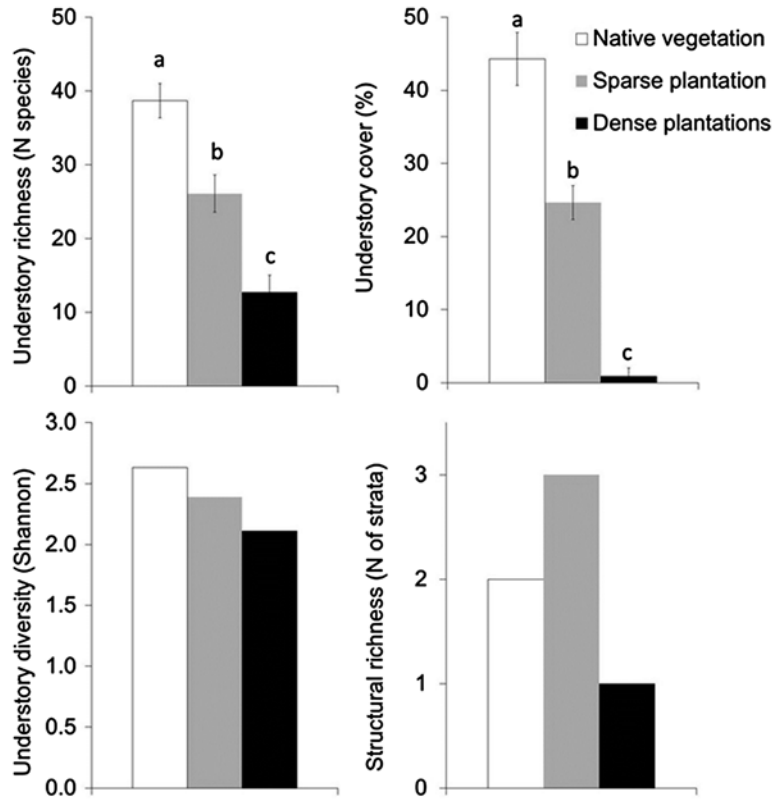 Understory richness (N species)
50
40
30
20
10
0
a
b
c
Understory cover (%)
50
40
30
20
10
0
a
b
c
Native vegetation
Sparse plantation
Dense plantations
Understory diversity (Shannon)
3.0
2.5
2.0
1.5
1.0
0.5
0.0
Structural richness (N of strata)
3
2
1
0